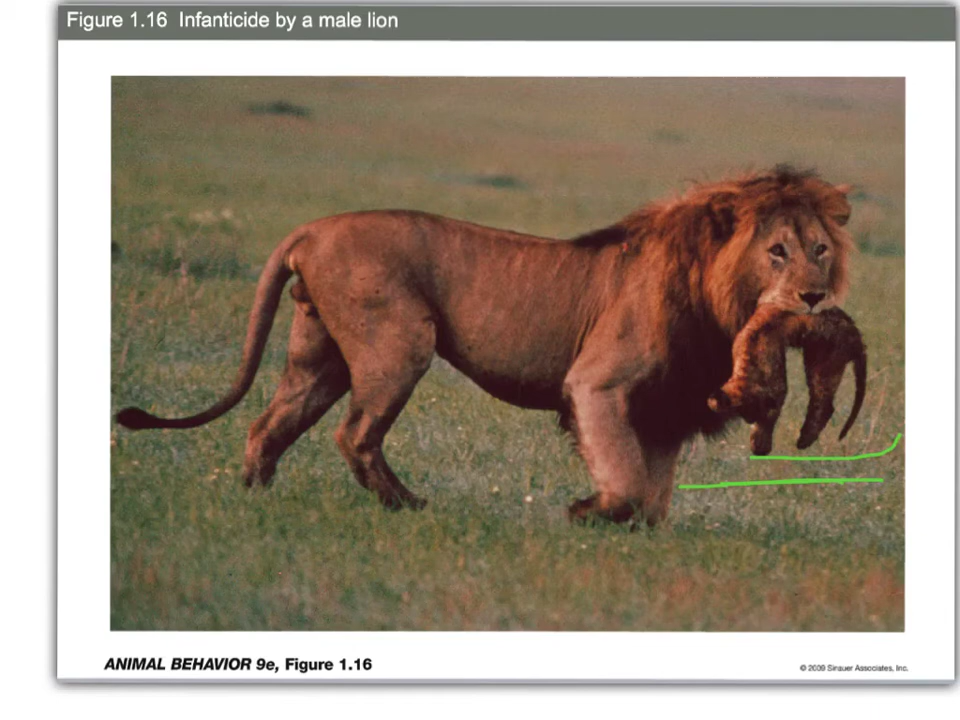 Figure 1.16 Infanticide by a male lion
ANIMAL BEHAVIOR 9e, Figure 1.16
© 2009 Sinauer Associates, Inc.